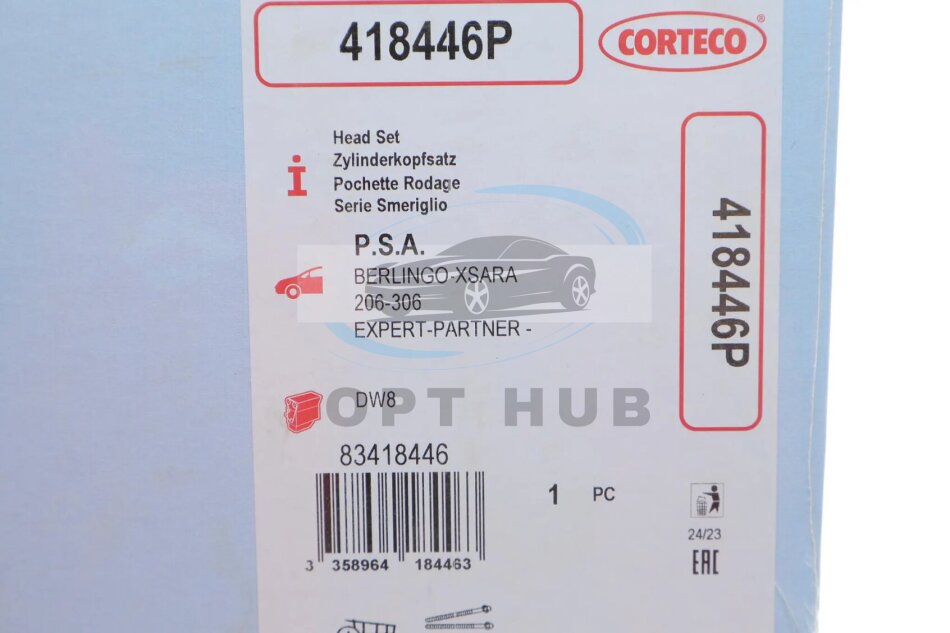 418446P
CORTECO®
Head Set
Zylinderkopfsatz
Pochette Rodage
Serie Smeriglio
P.S.A.
BERLINGO-XSARA
206-306
EXPERT-PARTNER -
418446P
DW8
OPT HUB
83418446
1 PC
3 358964 184463
24/23
EAC